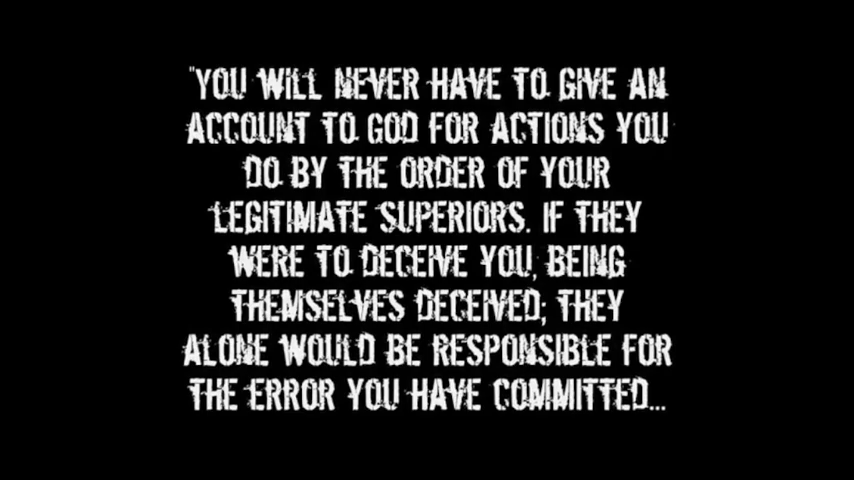 "YOU WILL NEVER HAVE TO GIVE AN
ACCOUNT TO GOD FOR ACTIONS YOU
DO BY THE ORDER OF YOUR
LEGITIMATE SUPERIORS. IF THEY
WERE TO DECEIVE YOU, BEING
THEMSELVES DECEIVED; THEY
ALONE WOULD BE RESPONSIBLE FOR
THE ERROR YOU HAVE COMMITTED...